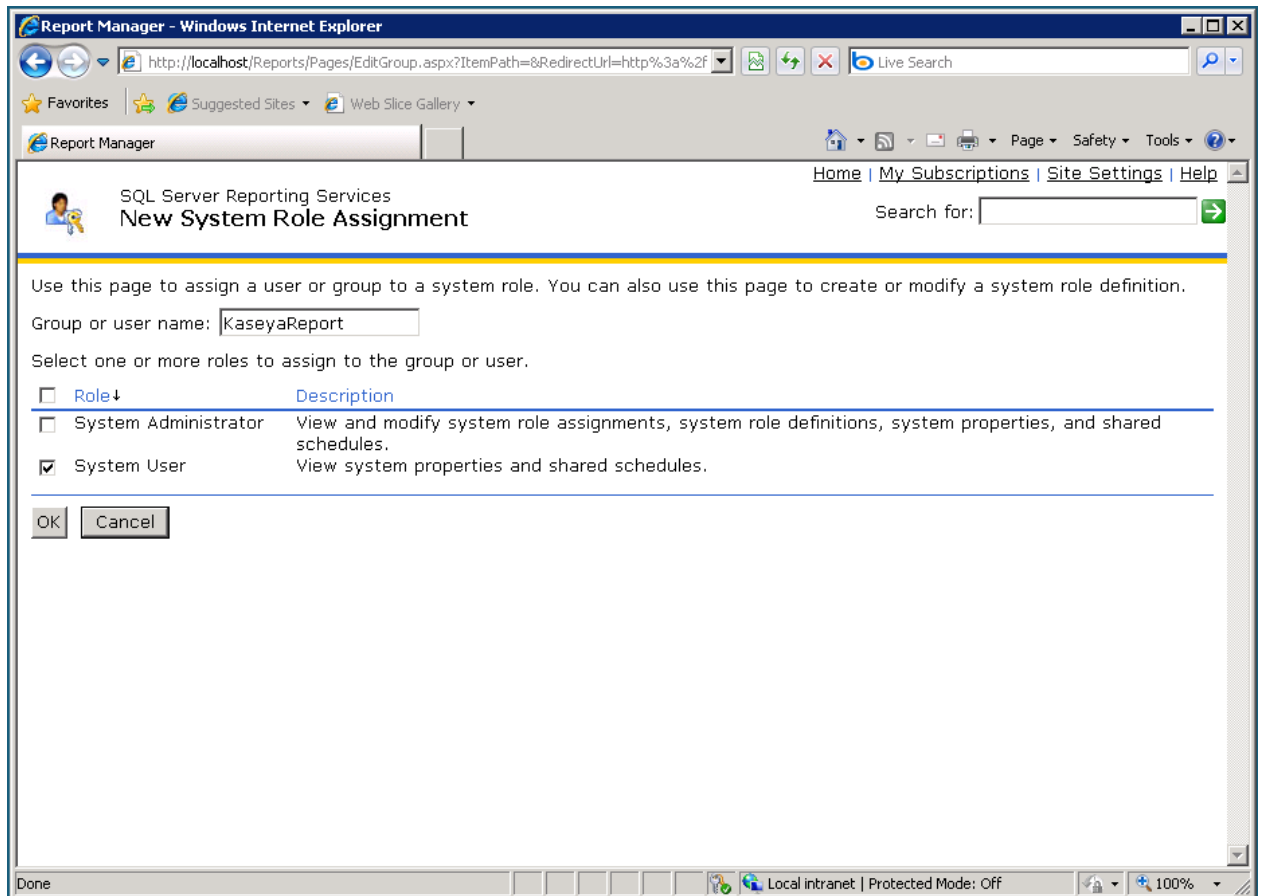 Report Manager - Windows Internet Explorer
http://localhost/Reports/Pages/EditGroup.aspx?ItemPath=&RedirectUrl=http%3a%2f
Live Search
Favorites
Suggested Sites
Web Slice Gallery
Report Manager
Page
Safety
Tools
Home | My Subscriptions | Site Settings | Help
SQL Server Reporting Services
New System Role Assignment
Search for:
Use this page to assign a user or group to a system role. You can also use this page to create or modify a system role definition.
Group or user name: KaseyaReport
Select one or more roles to assign to the group or user.
Role↓ Description
System Administrator View and modify system role assignments, system role definitions, system properties, and shared
schedules.
System User View system properties and shared schedules.
OK Cancel
Done
Local intranet | Protected Mode: Off
100%